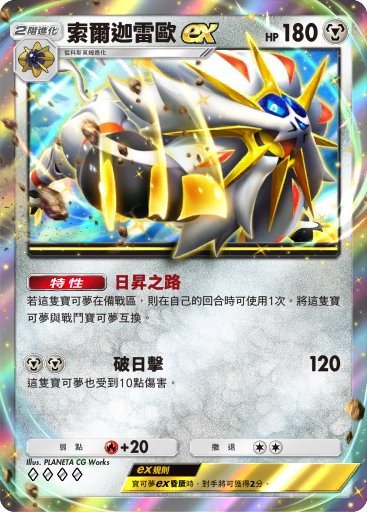 2階進化 索爾迦雷歐 ex HP 180
從科斯莫姆進化
特性 日昇之路
若這隻寶可夢在備戰區，則在自己的回合時可使用1次。將這隻寶
可夢與戰鬥寶可夢互換。
破日擊 120
這隻寶可夢也受到10點傷害。
弱點 +20 撤退
Illus. PLANETA CG Works
ex規則
寶可夢ex昏厥時，對手將可獲得2分。